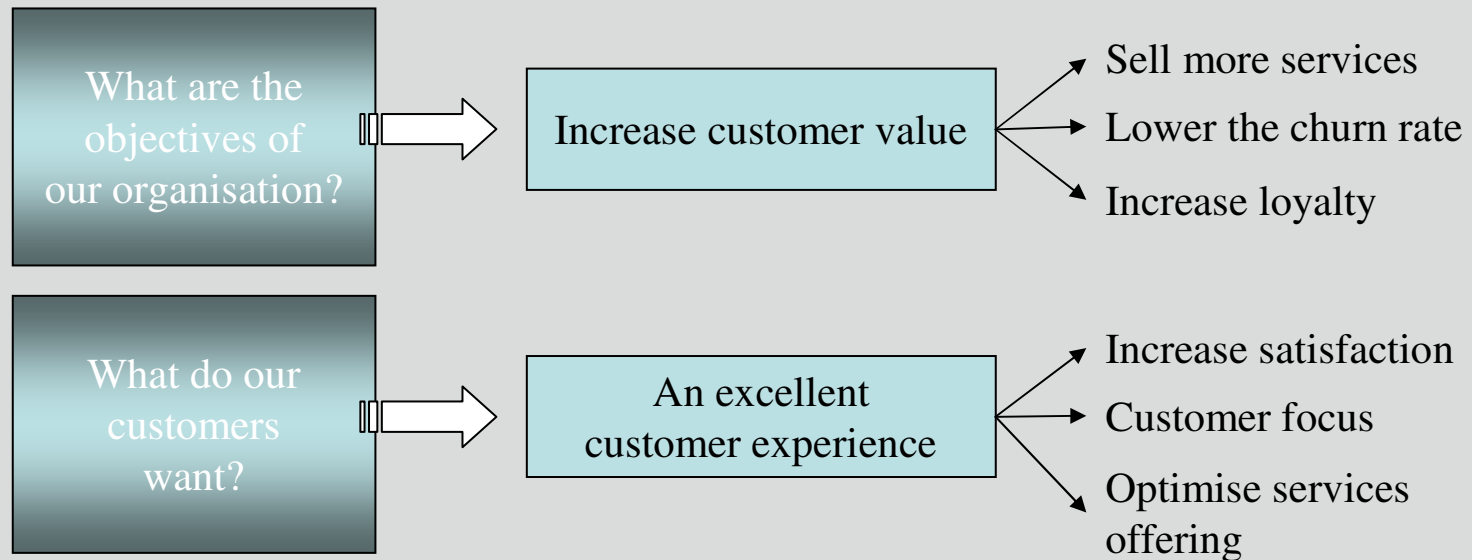 What are the
objectives of
our organisation?
Increase customer value
Sell more services
Lower the churn rate
Increase loyalty
What do our
customers
want?
An excellent
customer experience
Increase satisfaction
Customer focus
Optimise services
offering